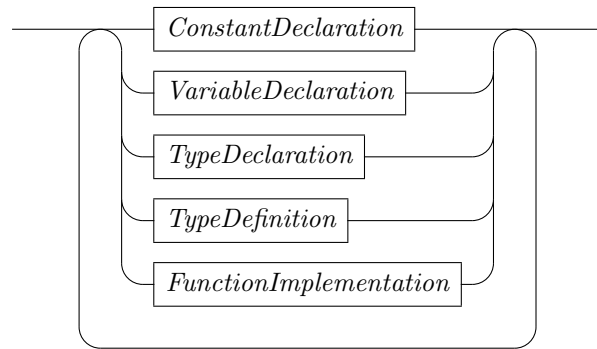 ConstantDeclaration
VariableDeclaration
TypeDeclaration
TypeDefinition
FunctionImplementation